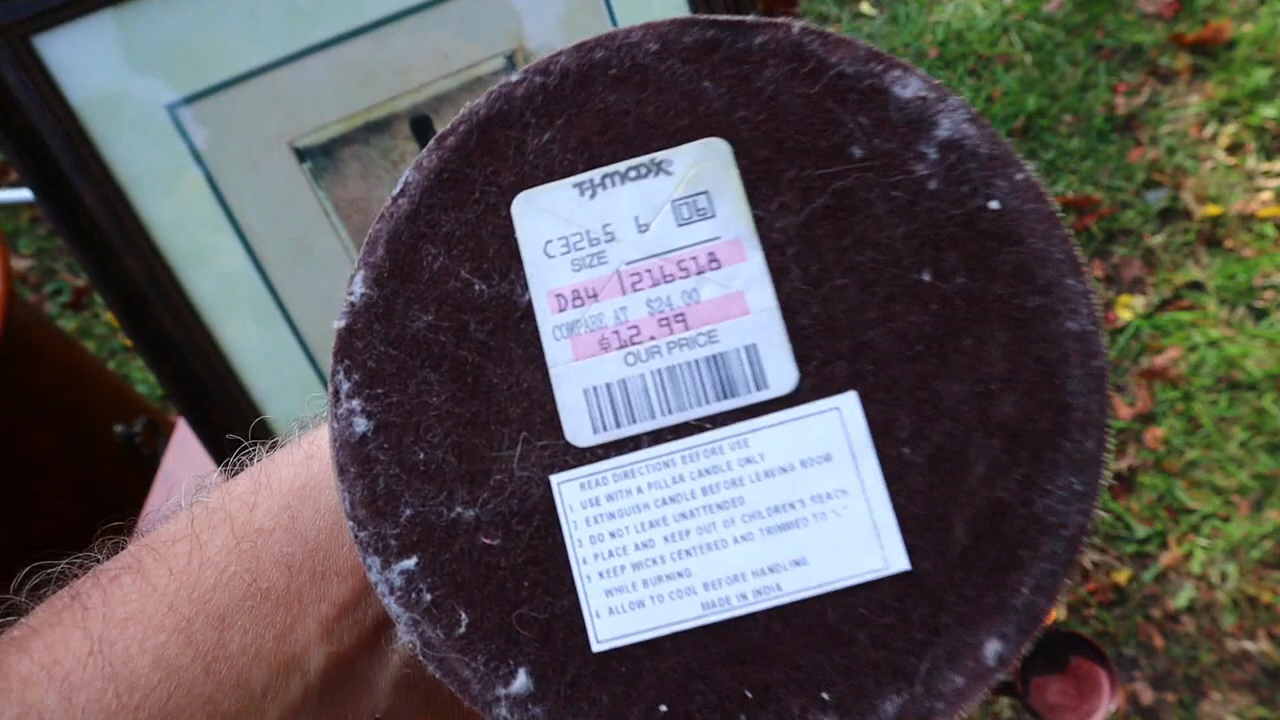 T.J.maxx
C3265 6 06
SIZE
D84 216518
COMPARE AT $24.00
$12.99
OUR PRICE
READ DIRECTIONS BEFORE USE
1. USE WITH A PILLAR CANDLE ONLY
2. EXTINGUISH CANDLE BEFORE LEAVING ROOM
3. DO NOT LEAVE UNATTENDED
4. PLACE AND KEEP OUT OF CHILDREN'S REACH
5. KEEP WICKS CENTERED AND TRIMMED TO
WHILE BURNING
6. ALLOW TO COOL BEFORE HANDLING
MADE IN INDIA